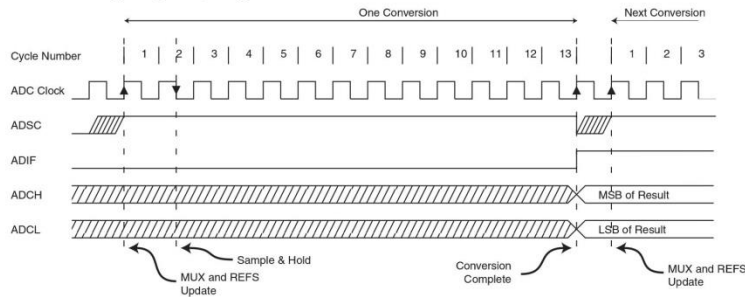 One Conversion Next Conversion
Cycle Number 1 2 3 4 5 6 7 8 9 10 11 12 13 1 2 3
ADC Clock
ADSC
ADIF
ADCH MSB of Result
ADCL LSB of Result
Sample & Hold
MUX and REFS
Update
Conversion
Complete
MUX and REFS
Update